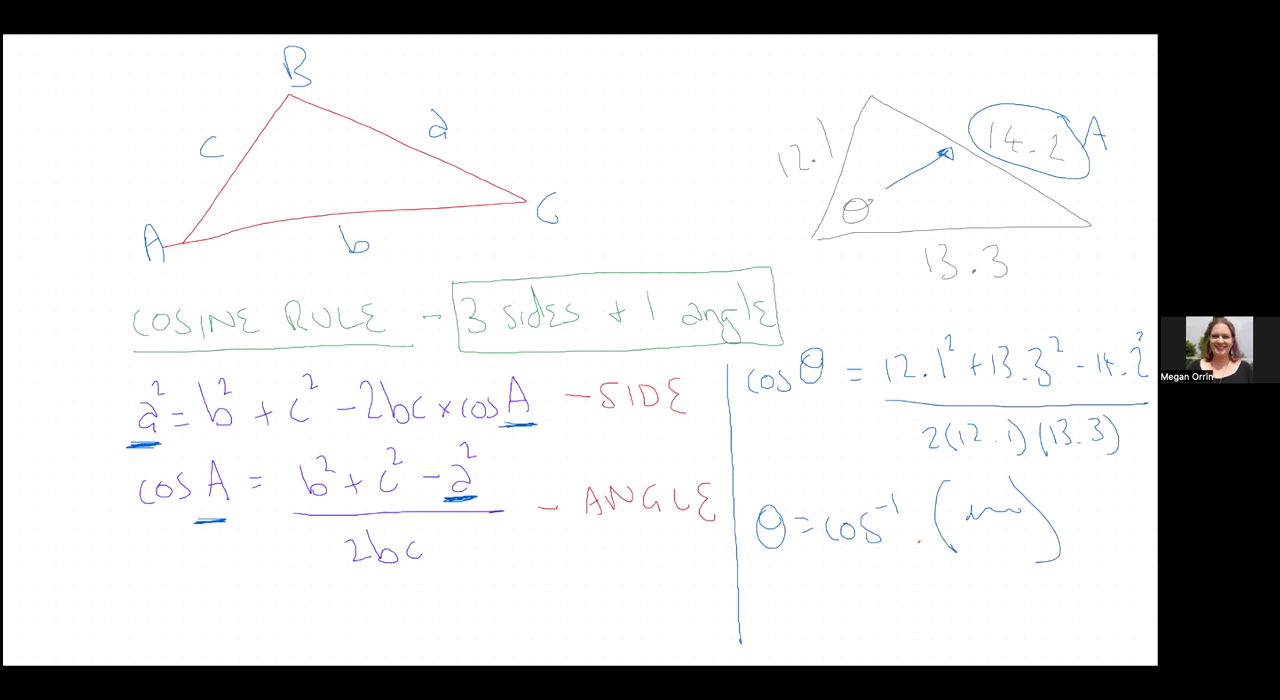 B
c
a
A
b
C
12.1
14.2
A
θ
13.3
COSINE RULE - 3 sides + 1 angle
a² = b² + c² - 2bc × cos A - SIDE
cos A = b² + c² - a²
2bc
- ANGLE
cos θ = 12.1² + 13.3² - 14.2²
2(12.1)(13.3)
θ = cos⁻¹ ( )
Megan Orrin